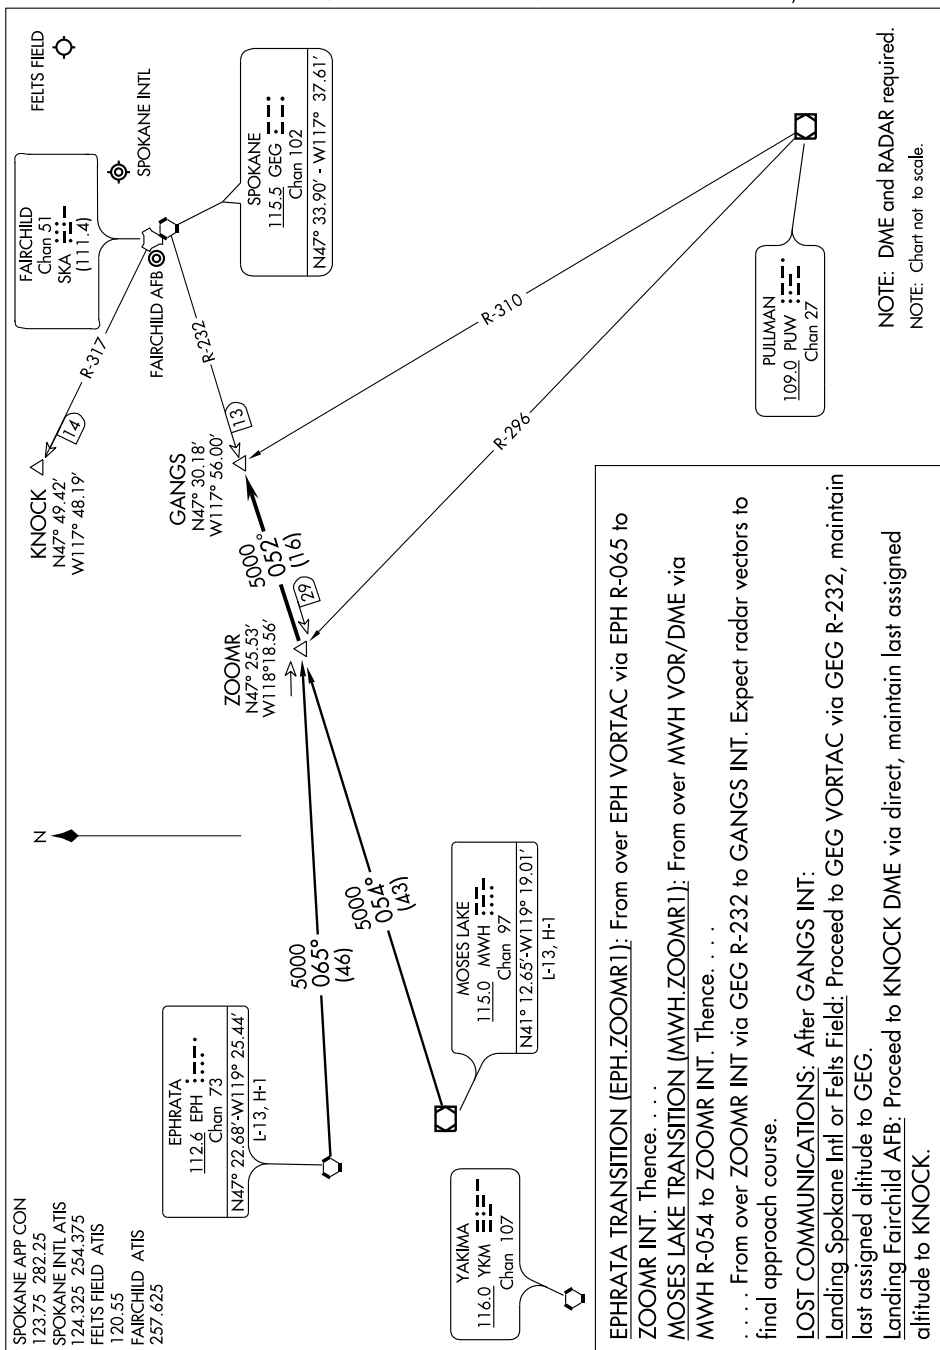 SPOKANE APP CON
123.75 282.25
SPOKANE INTL ATIS
124.325 254.375
FELTS FIELD ATIS
120.55
FAIRCHILD ATIS
257.625
EPHRATA
112.6 EPH
Chan 73
N47° 22.68'-W119° 25.44'
L-13, H-1
YAKIMA
116.0 YKM
Chan 107
MOSES LAKE
115.0 MWH
Chan 97
N41° 12.65'-W119° 19.01'
L-13, H-1
5000
065°
(46)
5000
054°
(43)
N
ZOOMR
N47° 25.53'
W118°18.56'
29
5000
052°
(16)
GANGS
N47° 30.18'
W117° 56.00'
13
KNOCK
N47° 49.42'
W117° 48.19'
14
R-317
R-232
R-310
R-296
FAIRCHILD AFB
FAIRCHILD
Chan 51
SKA
(111.4)
SPOKANE
115.5 GEG
Chan 102
N47° 33.90' - W117° 37.61'
SPOKANE INTL
FELTS FIELD
PULLMAN
109.0 PUW
Chan 27
NOTE: DME and RADAR required.
NOTE: Chart not to scale.
EPHRATA TRANSITION (EPH.ZOOMR1): From over EPH VORTAC via EPH R-065 to
ZOOMR INT. Thence. . . .
MOSES LAKE TRANSITION (MWH.ZOOMR1): From over MWH VOR/DME via
MWH R-054 to ZOOMR INT. Thence. . . .
. . . . From over ZOOMR INT via GEG R-232 to GANGS INT. Expect radar vectors to
final approach course.
LOST COMMUNICATIONS: After GANGS INT:
Landing Spokane Intl or Felts Field: Proceed to GEG VORTAC via GEG R-232, maintain
last assigned altitude to GEG.
Landing Fairchild AFB: Proceed to KNOCK DME via direct, maintain last assigned
altitude to KNOCK.